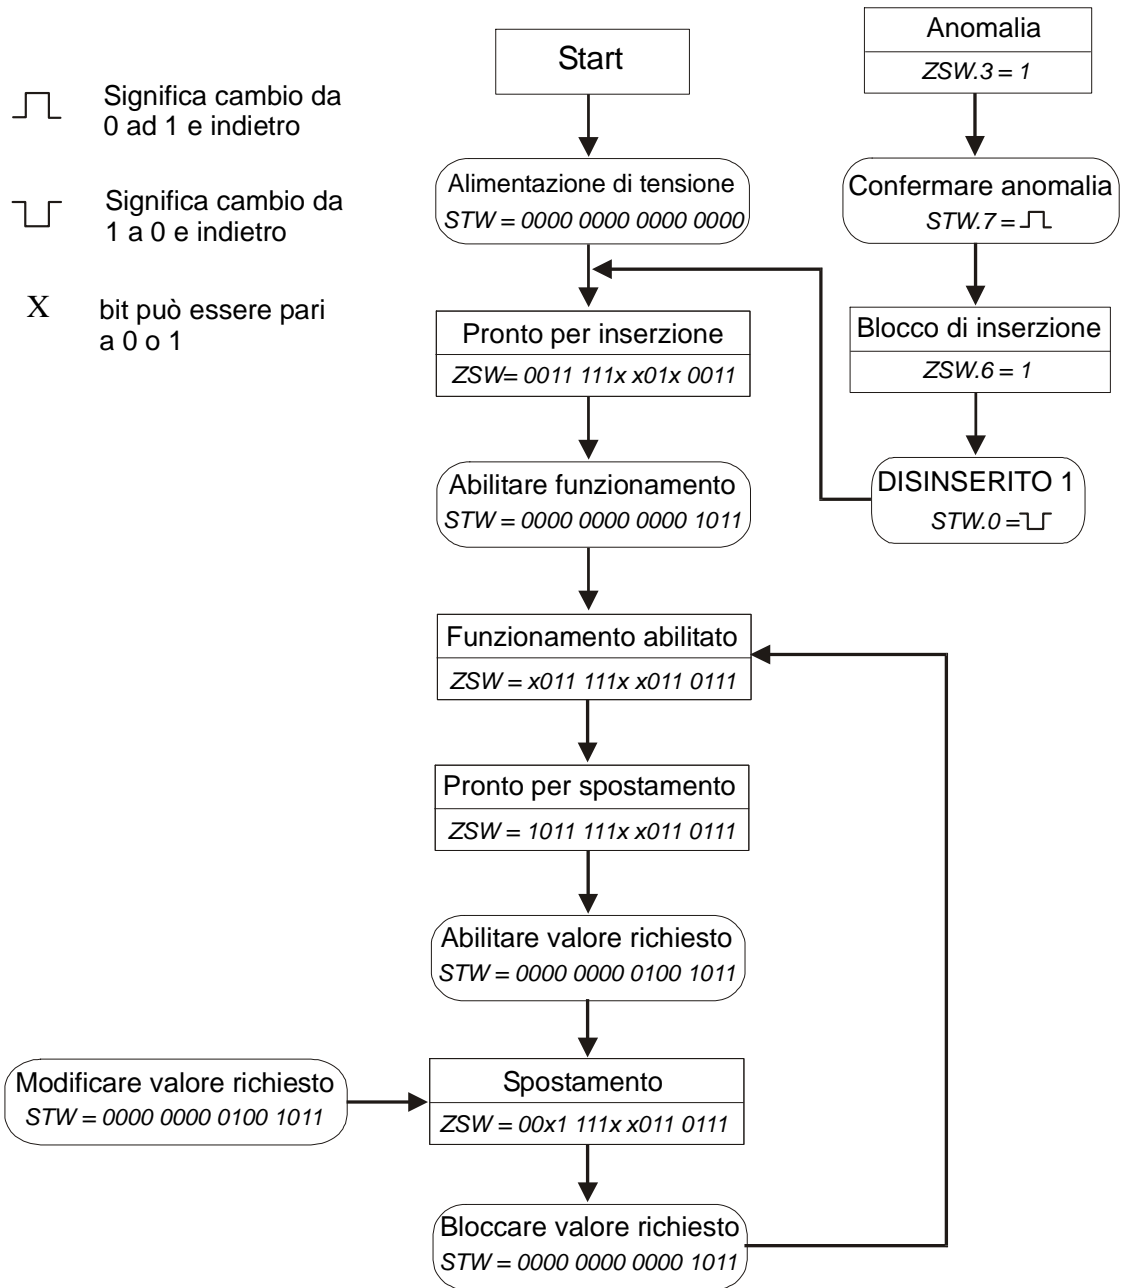 Significa cambio da
0 ad 1 e indietro
Significa cambio da
1 a 0 e indietro
X
bit può essere pari
a 0 o 1
Start
Alimentazione di tensione
STW = 0000 0000 0000 0000
Pronto per inserzione
ZSW= 0011 111x x01x 0011
Abilitare funzionamento
STW = 0000 0000 0000 1011
Funzionamento abilitato
ZSW = x011 111x x011 0111
Pronto per spostamento
ZSW = 1011 111x x011 0111
Abilitare valore richiesto
STW = 0000 0000 0100 1011
Modificare valore richiesto
STW = 0000 0000 0100 1011
Spostamento
ZSW = 00x1 111x x011 0111
Bloccare valore richiesto
STW = 0000 0000 0000 1011
Anomalia
ZSW.3 = 1
Confermare anomalia
STW.7 =
Blocco di inserzione
ZSW.6 = 1
DISINSERITO 1
STW.0 =